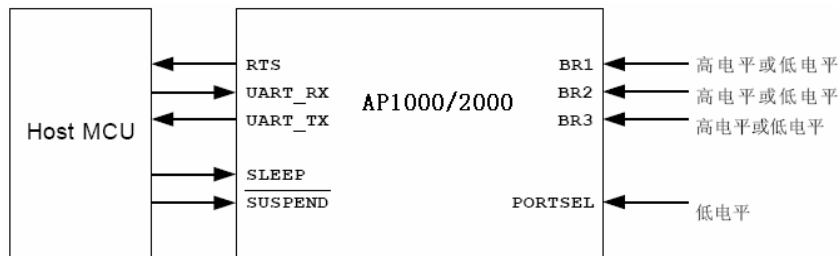 Host MCU
RTS
UART_RX
UART_TX
SLEEP
SUSPEND
AP1000/2000
BR1
BR2
BR3
PORTSEL
高电平或低电平
高电平或低电平
高电平或低电平
低电平